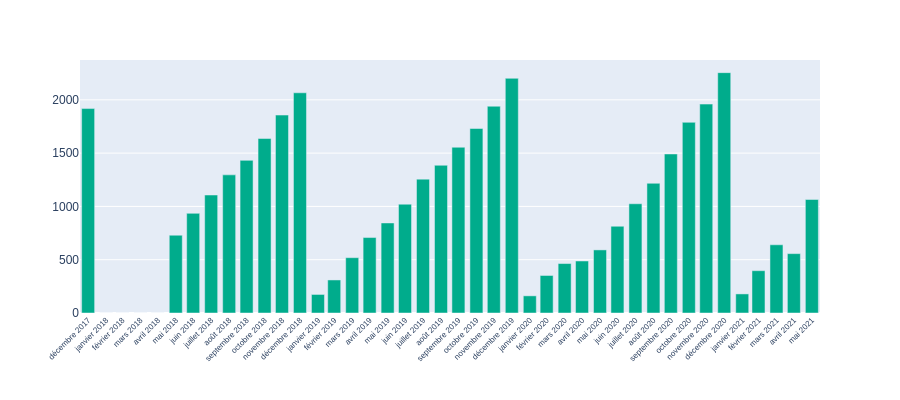 2000
1500
1000
500
0
décembre 2017
janvier 2018
février 2018
mars 2018
avril 2018
mai 2018
juin 2018
juillet 2018
août 2018
septembre 2018
octobre 2018
novembre 2018
décembre 2018
janvier 2019
février 2019
mars 2019
avril 2019
mai 2019
juin 2019
juillet 2019
août 2019
septembre 2019
octobre 2019
novembre 2019
décembre 2019
janvier 2020
février 2020
mars 2020
avril 2020
mai 2020
juin 2020
juillet 2020
août 2020
septembre 2020
octobre 2020
novembre 2020
décembre 2020
janvier 2021
février 2021
mars 2021
avril 2021
mai 2021